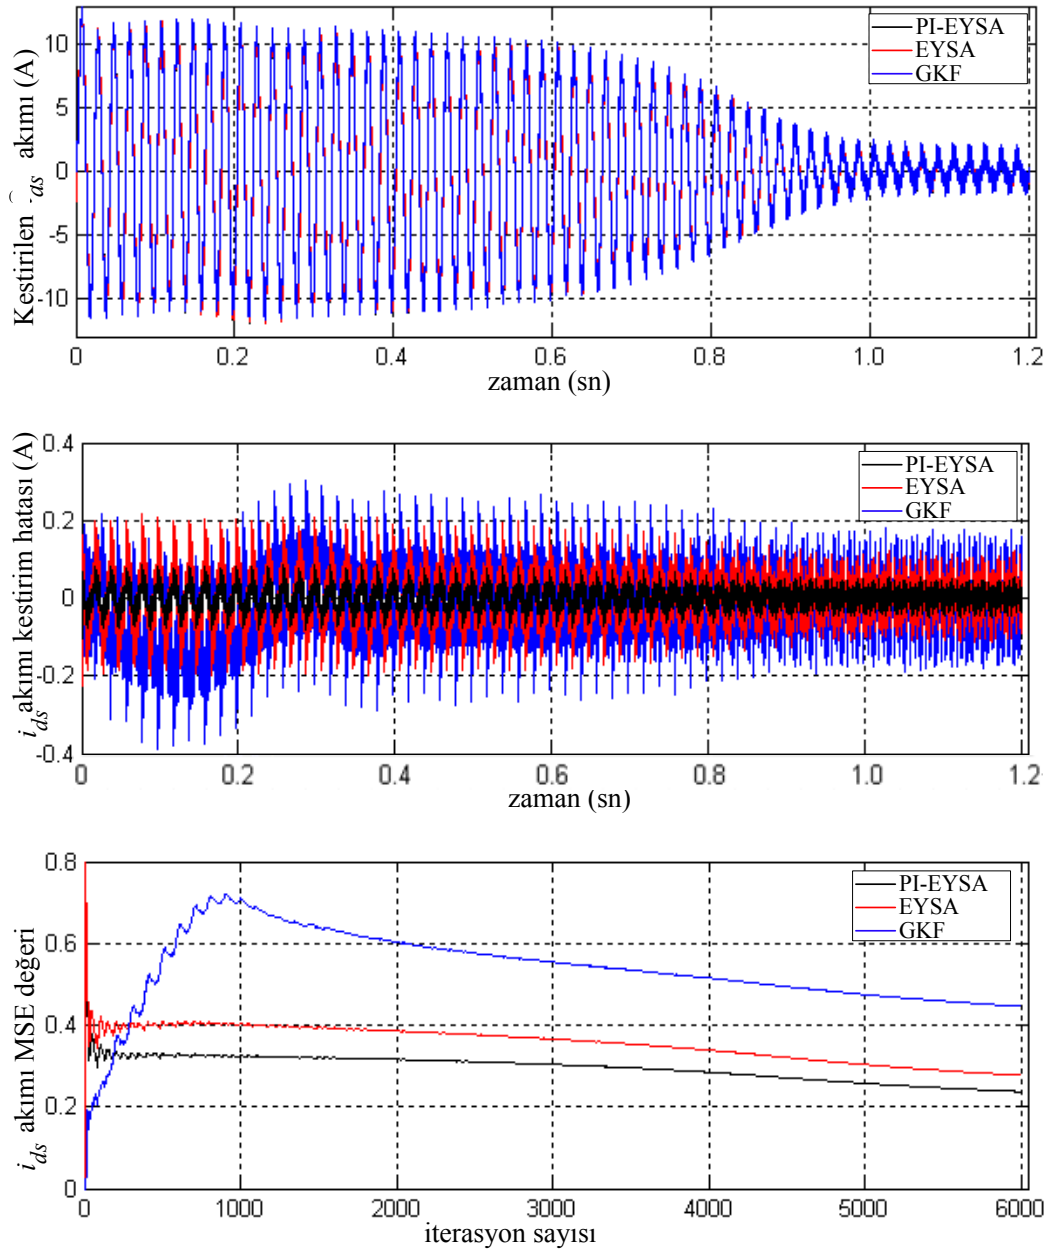 Kestirilen ds akımı (A)
10
5
0
-5
-10
PI-EYSA
EYSA
GKF
0 0.2 0.4 0.6 0.8 1.0 1.2
zaman (sn)
ids akımı kestirim hatası (A)
0.4
0.2
0
-0.2
-0.4
PI-EYSA
EYSA
GKF
0 0.2 0.4 0.6 0.8 1.0 1.2
zaman (sn)
ids akımı MSE değeri
0.8
0.6
0.4
0.2
0
PI-EYSA
EYSA
GKF
0 1000 2000 3000 4000 5000 6000
iterasyon sayısı